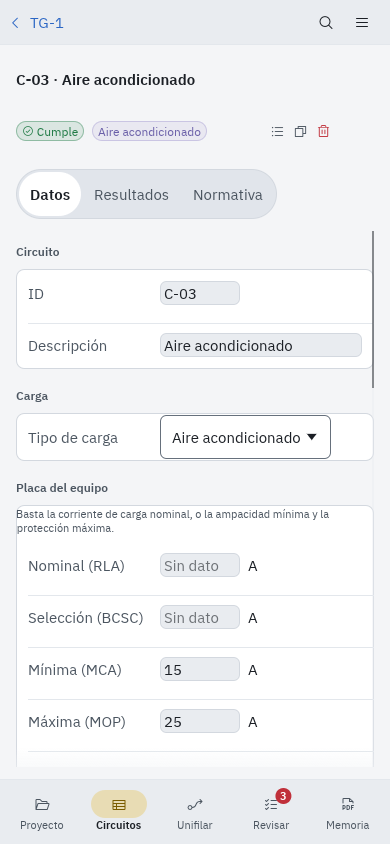 TG-1
C-03 · Aire acondicionado
Cumple
Aire acondicionado
Datos
Resultados
Normativa
Circuito
ID
C-03
Descripción
Aire acondicionado
Carga
Tipo de carga
Aire acondicionado
Placa del equipo
Basta la corriente de carga nominal, o la ampacidad mínima y la
protección máxima.
Nominal (RLA)
Sin dato
A
Selección (BCSC)
Sin dato
A
Mínima (MCA)
15
A
Máxima (MOP)
25
A
3
PDF
Proyecto
Circuitos
Unifilar
Revisar
Memoria